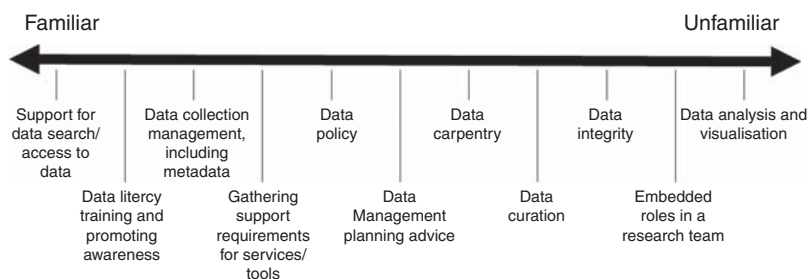 Familiar
Unfamiliar
Support for
data search/
access to
data
Data litercy
training and
promoting
awareness
Data collection
management,
including
metadata
Gathering
support
requirements
for services/
tools
Data
policy
Data
Management
planning advice
Data
carpentry
Data
curation
Data
integrity
Embedded
roles in a
research team
Data analysis and
visualisation